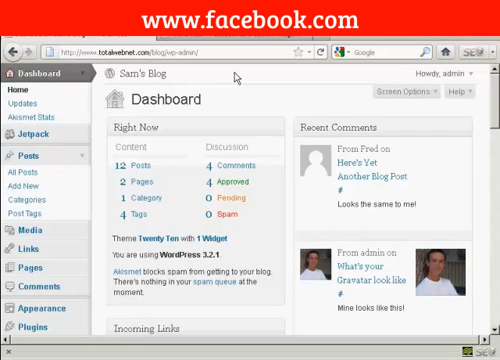 www.facebook.com
http://www.totalwebnet.com/blog/wp-admin/
Google
SEO
Dashboard
Sam's Blog
Howdy, admin
Home
Updates
Akismet Stats
Jetpack
Posts
All Posts
Add New
Categories
Post Tags
Media
Links
Pages
Comments
Appearance
Plugins
Dashboard
Screen Options
Help
Right Now
Content
Discussion
12 Posts
4 Comments
2 Pages
4 Approved
1 Category
0 Pending
4 Tags
0 Spam
Theme Twenty Ten with 1 Widget
You are using WordPress 3.2.1.
Akismet blocks spam from getting to your blog.
There's nothing in your spam queue at the
moment.
Incoming Links
Recent Comments
From Fred on
Here's Yet
Another Blog Post
#
Looks the same to me!
From admin on
What's your
Gravatar look like
#
Mine looks like this!
SEO